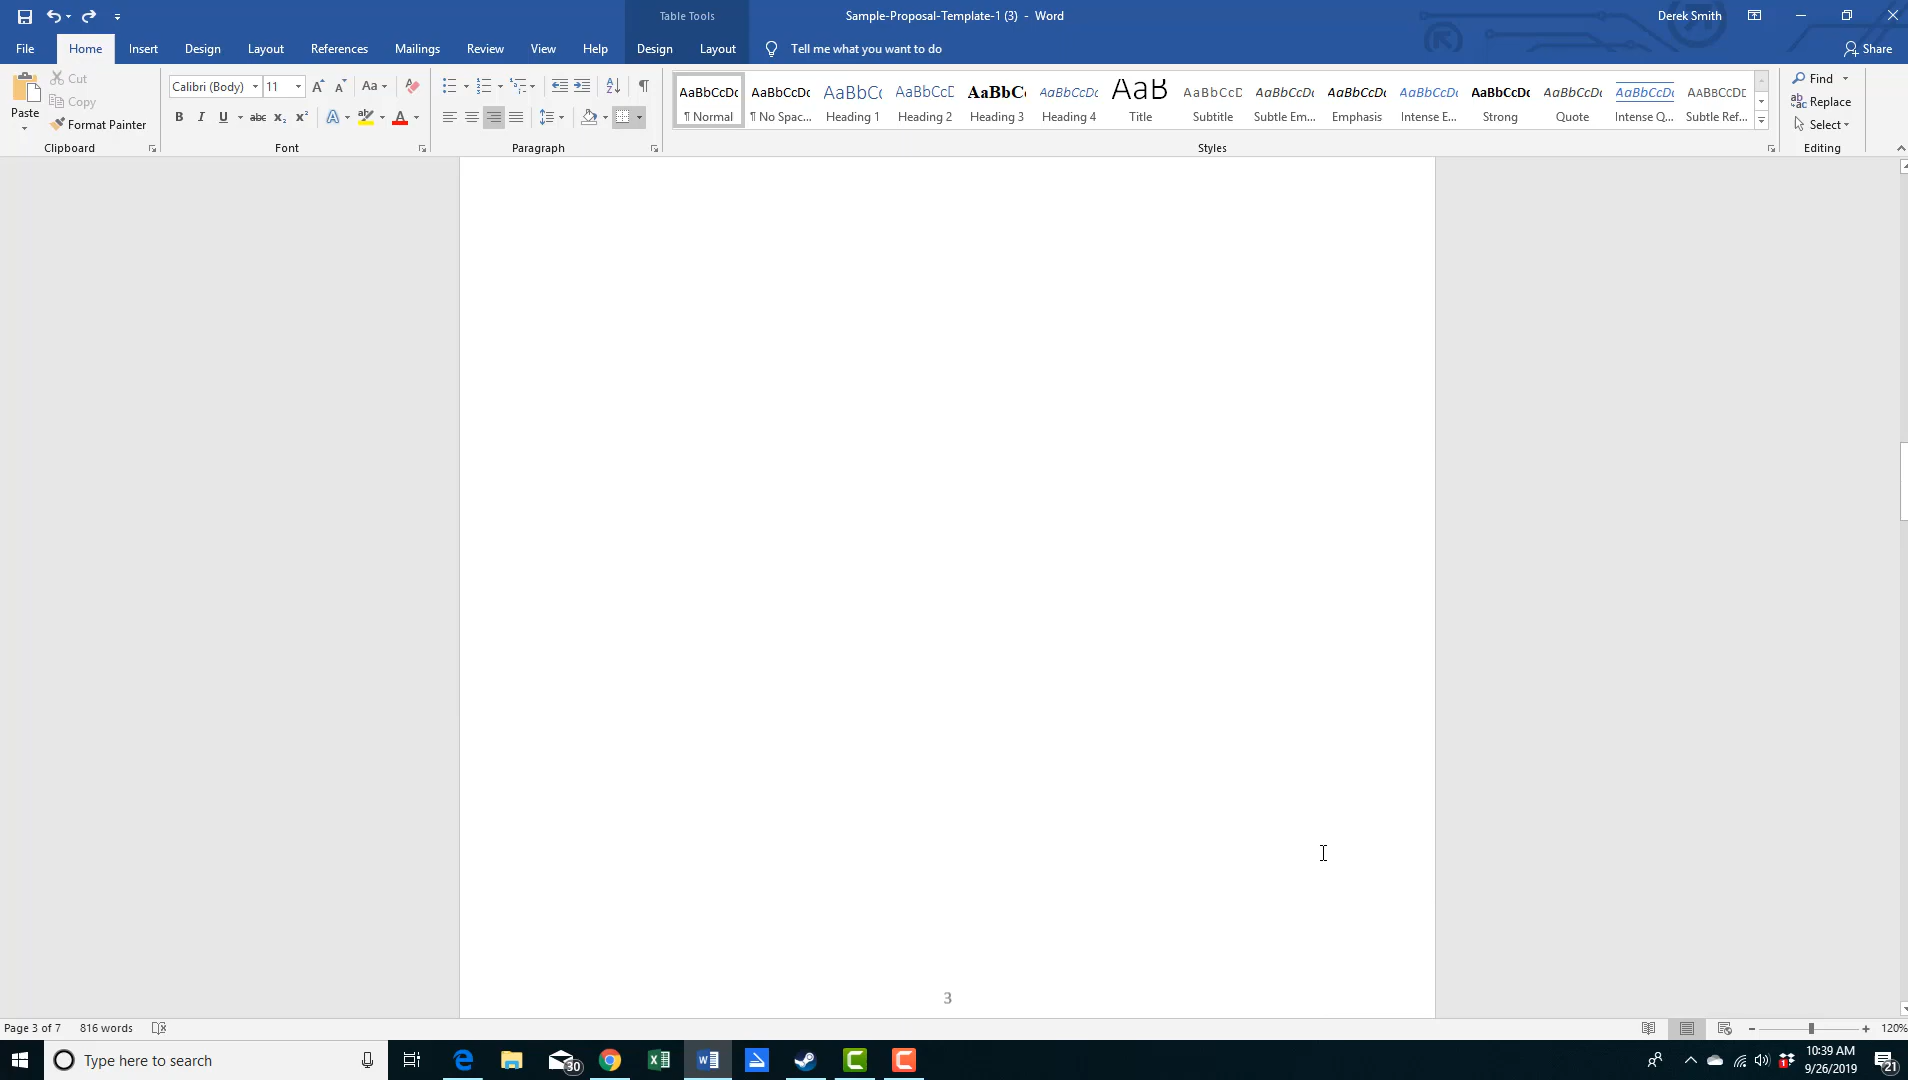 Table Tools
Sample-Proposal-Template-1 (3) - Word
Derek Smith
File Home Insert Design Layout References Mailings Review View Help Design Layout Tell me what you want to do Share
Paste
Cut
Copy
Format Painter
Clipboard
Calibri (Body) 11
Font
Paragraph
AaBbCcDc AaBbCcDc AaBbC( AaBbCcD AaBbC( AaBbCcDc AaB AaBbCcD AaBbCcDc AaBbCcDc AaBbCcDc AaBbCcDc AaBbCcDc AaBbCcDc AABBCCDD
¶ Normal ¶ No Spac... Heading 1 Heading 2 Heading 3 Heading 4 Title Subtitle Subtle Em... Emphasis Intense E... Strong Quote Intense Q... Subtle Ref...
Styles
Find
Replace
Select
Editing
3
Page 3 of 7 816 words
120%
Type here to search
30
10:39 AM
9/26/2019
21